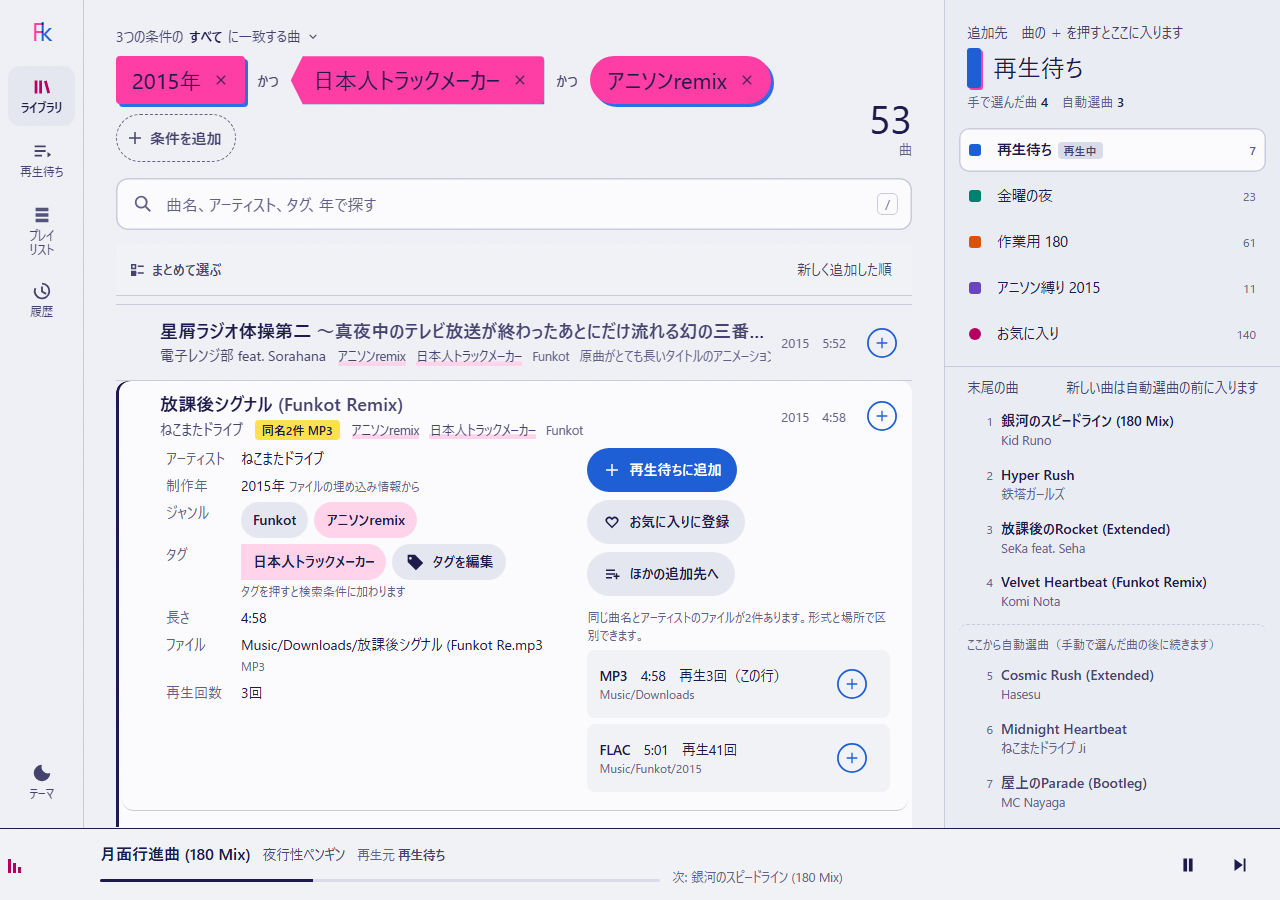 Fk
ライブラリ
再生待ち
プレイ
リスト
履歴
テーマ
3つの条件の すべて に一致する曲
2015年 × かつ 日本人トラックメーカー × かつ アニソンremix ×
+ 条件を追加
53
曲
曲名、アーティスト、タグ、年で探す /
まとめて選ぶ 新しく追加した順
星屑ラジオ体操第二 ～真夜中のテレビ放送が終わったあとにだけ流れる幻の三番… 2015 5:52
電子レンジ部 feat. Sorahana アニソンremix 日本人トラックメーカー Funkot 原曲がとても長いタイトルのアニメーション
放課後シグナル (Funkot Remix) 2015 4:58
ねこまたドライブ 同名2件 MP3 アニソンremix 日本人トラックメーカー Funkot
アーティスト ねこまたドライブ
制作年 2015年 ファイルの埋め込み情報から
ジャンル Funkot アニソンremix
タグ 日本人トラックメーカー タグを編集
タグを押すと検索条件に加わります
長さ 4:58
ファイル Music/Downloads/放課後シグナル (Funkot Re.mp3
MP3
再生回数 3回
+ 再生待ちに追加
お気に入りに登録
ほかの追加先へ
同じ曲名とアーティストのファイルが2件あります。形式と場所で区
別できます。
MP3 4:58 再生3回（この行）
Music/Downloads
FLAC 5:01 再生41回
Music/Funkot/2015
追加先 曲の + を押すとここに入ります
再生待ち
手で選んだ曲 4 自動選曲 3
再生待ち 再生中 7
金曜の夜 23
作業用 180 61
アニソン縛り 2015 11
お気に入り 140
末尾の曲 新しい曲は自動選曲の前に入ります
1 銀河のスピードライン (180 Mix)
Kid Runo
2 Hyper Rush
鉄塔ガールズ
3 放課後のRocket (Extended)
SeKa feat. Seha
4 Velvet Heartbeat (Funkot Remix)
Komi Nota
ここから自動選曲（手動で選んだ曲の後に続きます）
5 Cosmic Rush (Extended)
Hasesu
6 Midnight Heartbeat
ねこまたドライブ Ji
7 屋上のParade (Bootleg)
MC Nayaga
月面行進曲 (180 Mix) 夜行性ペンギン 再生元 再生待ち
次: 銀河のスピードライン (180 Mix)